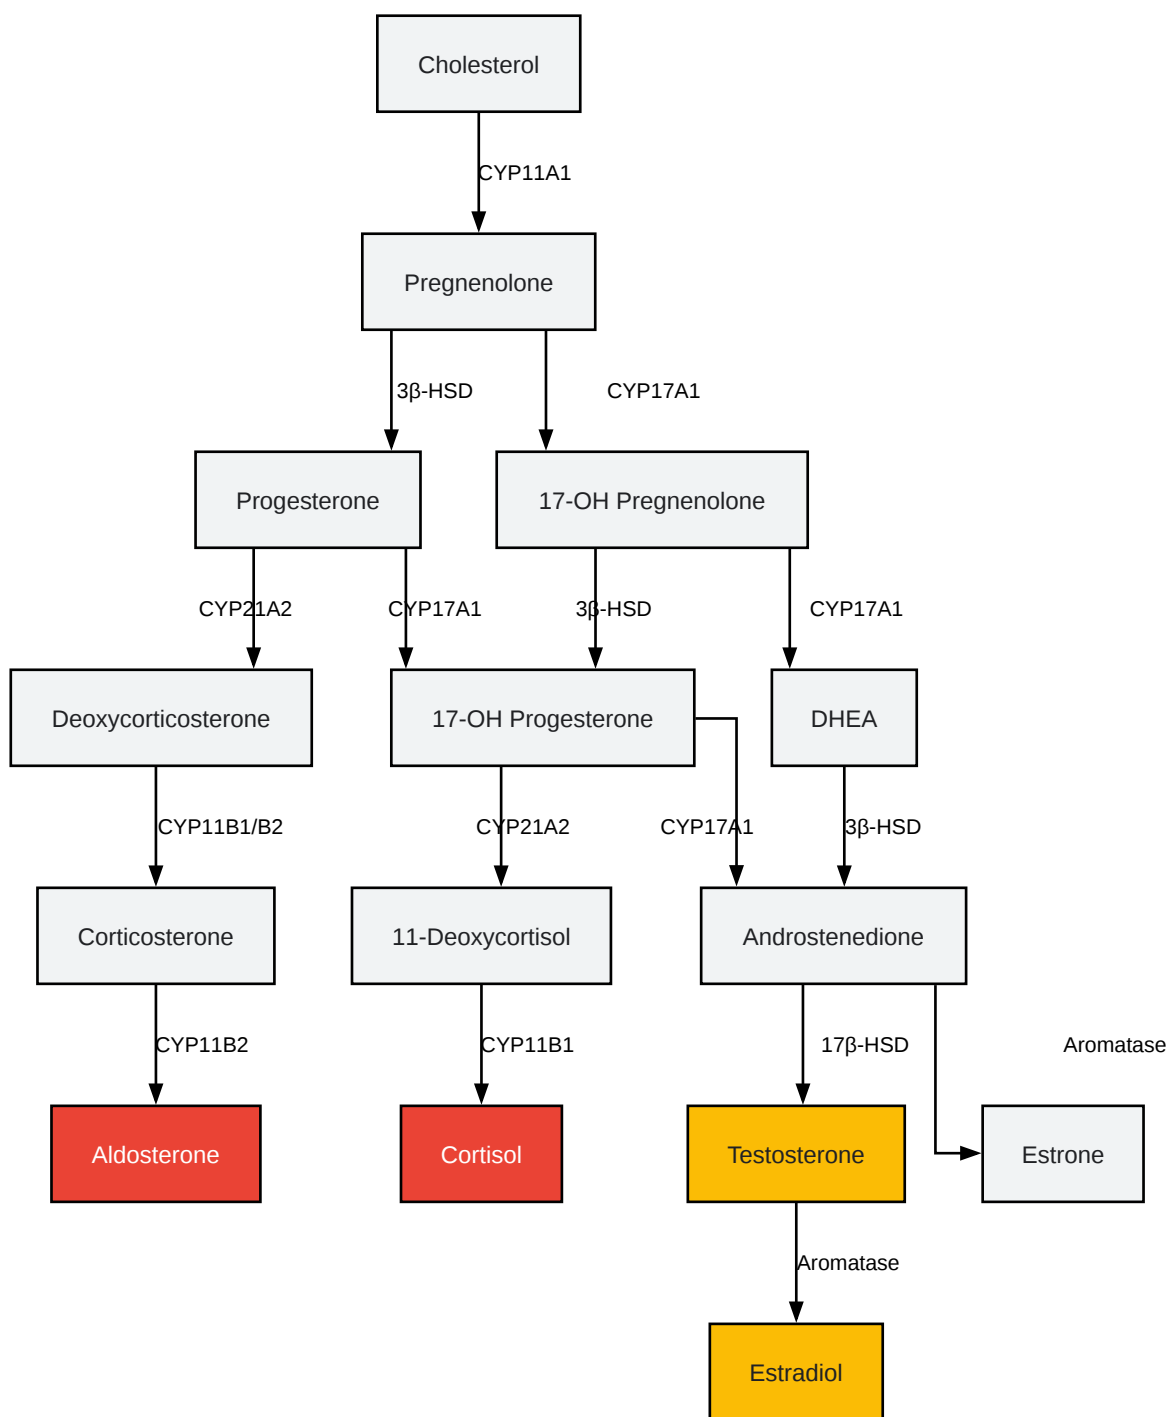 Cholesterol
CYP11A1
Pregnenolone
3β-HSD
CYP17A1
Progesterone
17-OH Pregnenolone
CYP21A2
CYP17A1
3β-HSD
CYP17A1
Deoxycorticosterone
17-OH Progesterone
DHEA
CYP11B1/B2
CYP21A2
CYP17A1
3β-HSD
Corticosterone
11-Deoxycortisol
Androstenedione
CYP11B2
CYP11B1
17β-HSD
Aromatase
Aldosterone
Cortisol
Testosterone
Estrone
Aromatase
Estradiol